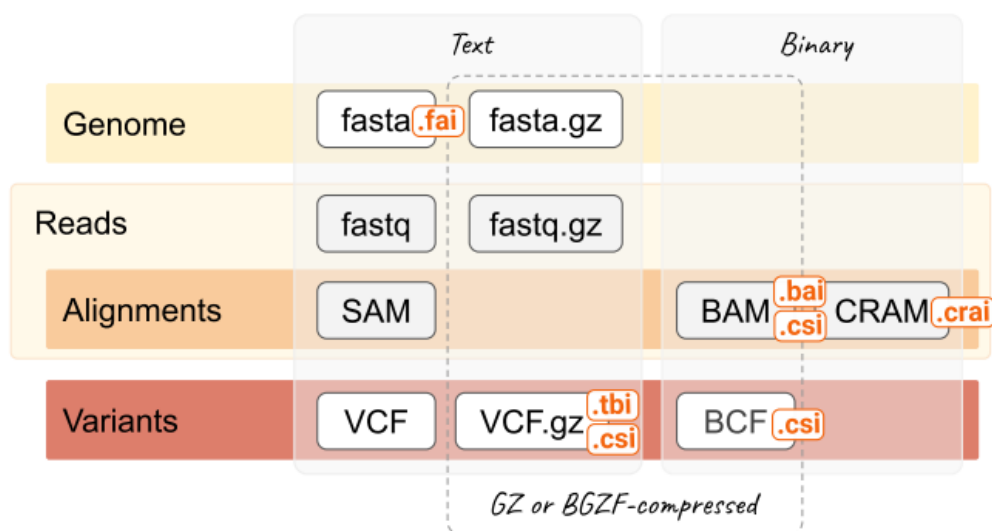 Text Binary
Genome fasta .fai fasta.gz
Reads fastq fastq.gz
Alignments SAM BAM .bai .csi CRAM .crai
Variants VCF VCF.gz .tbi .csi BCF .csi
GZ or BGZF-compressed